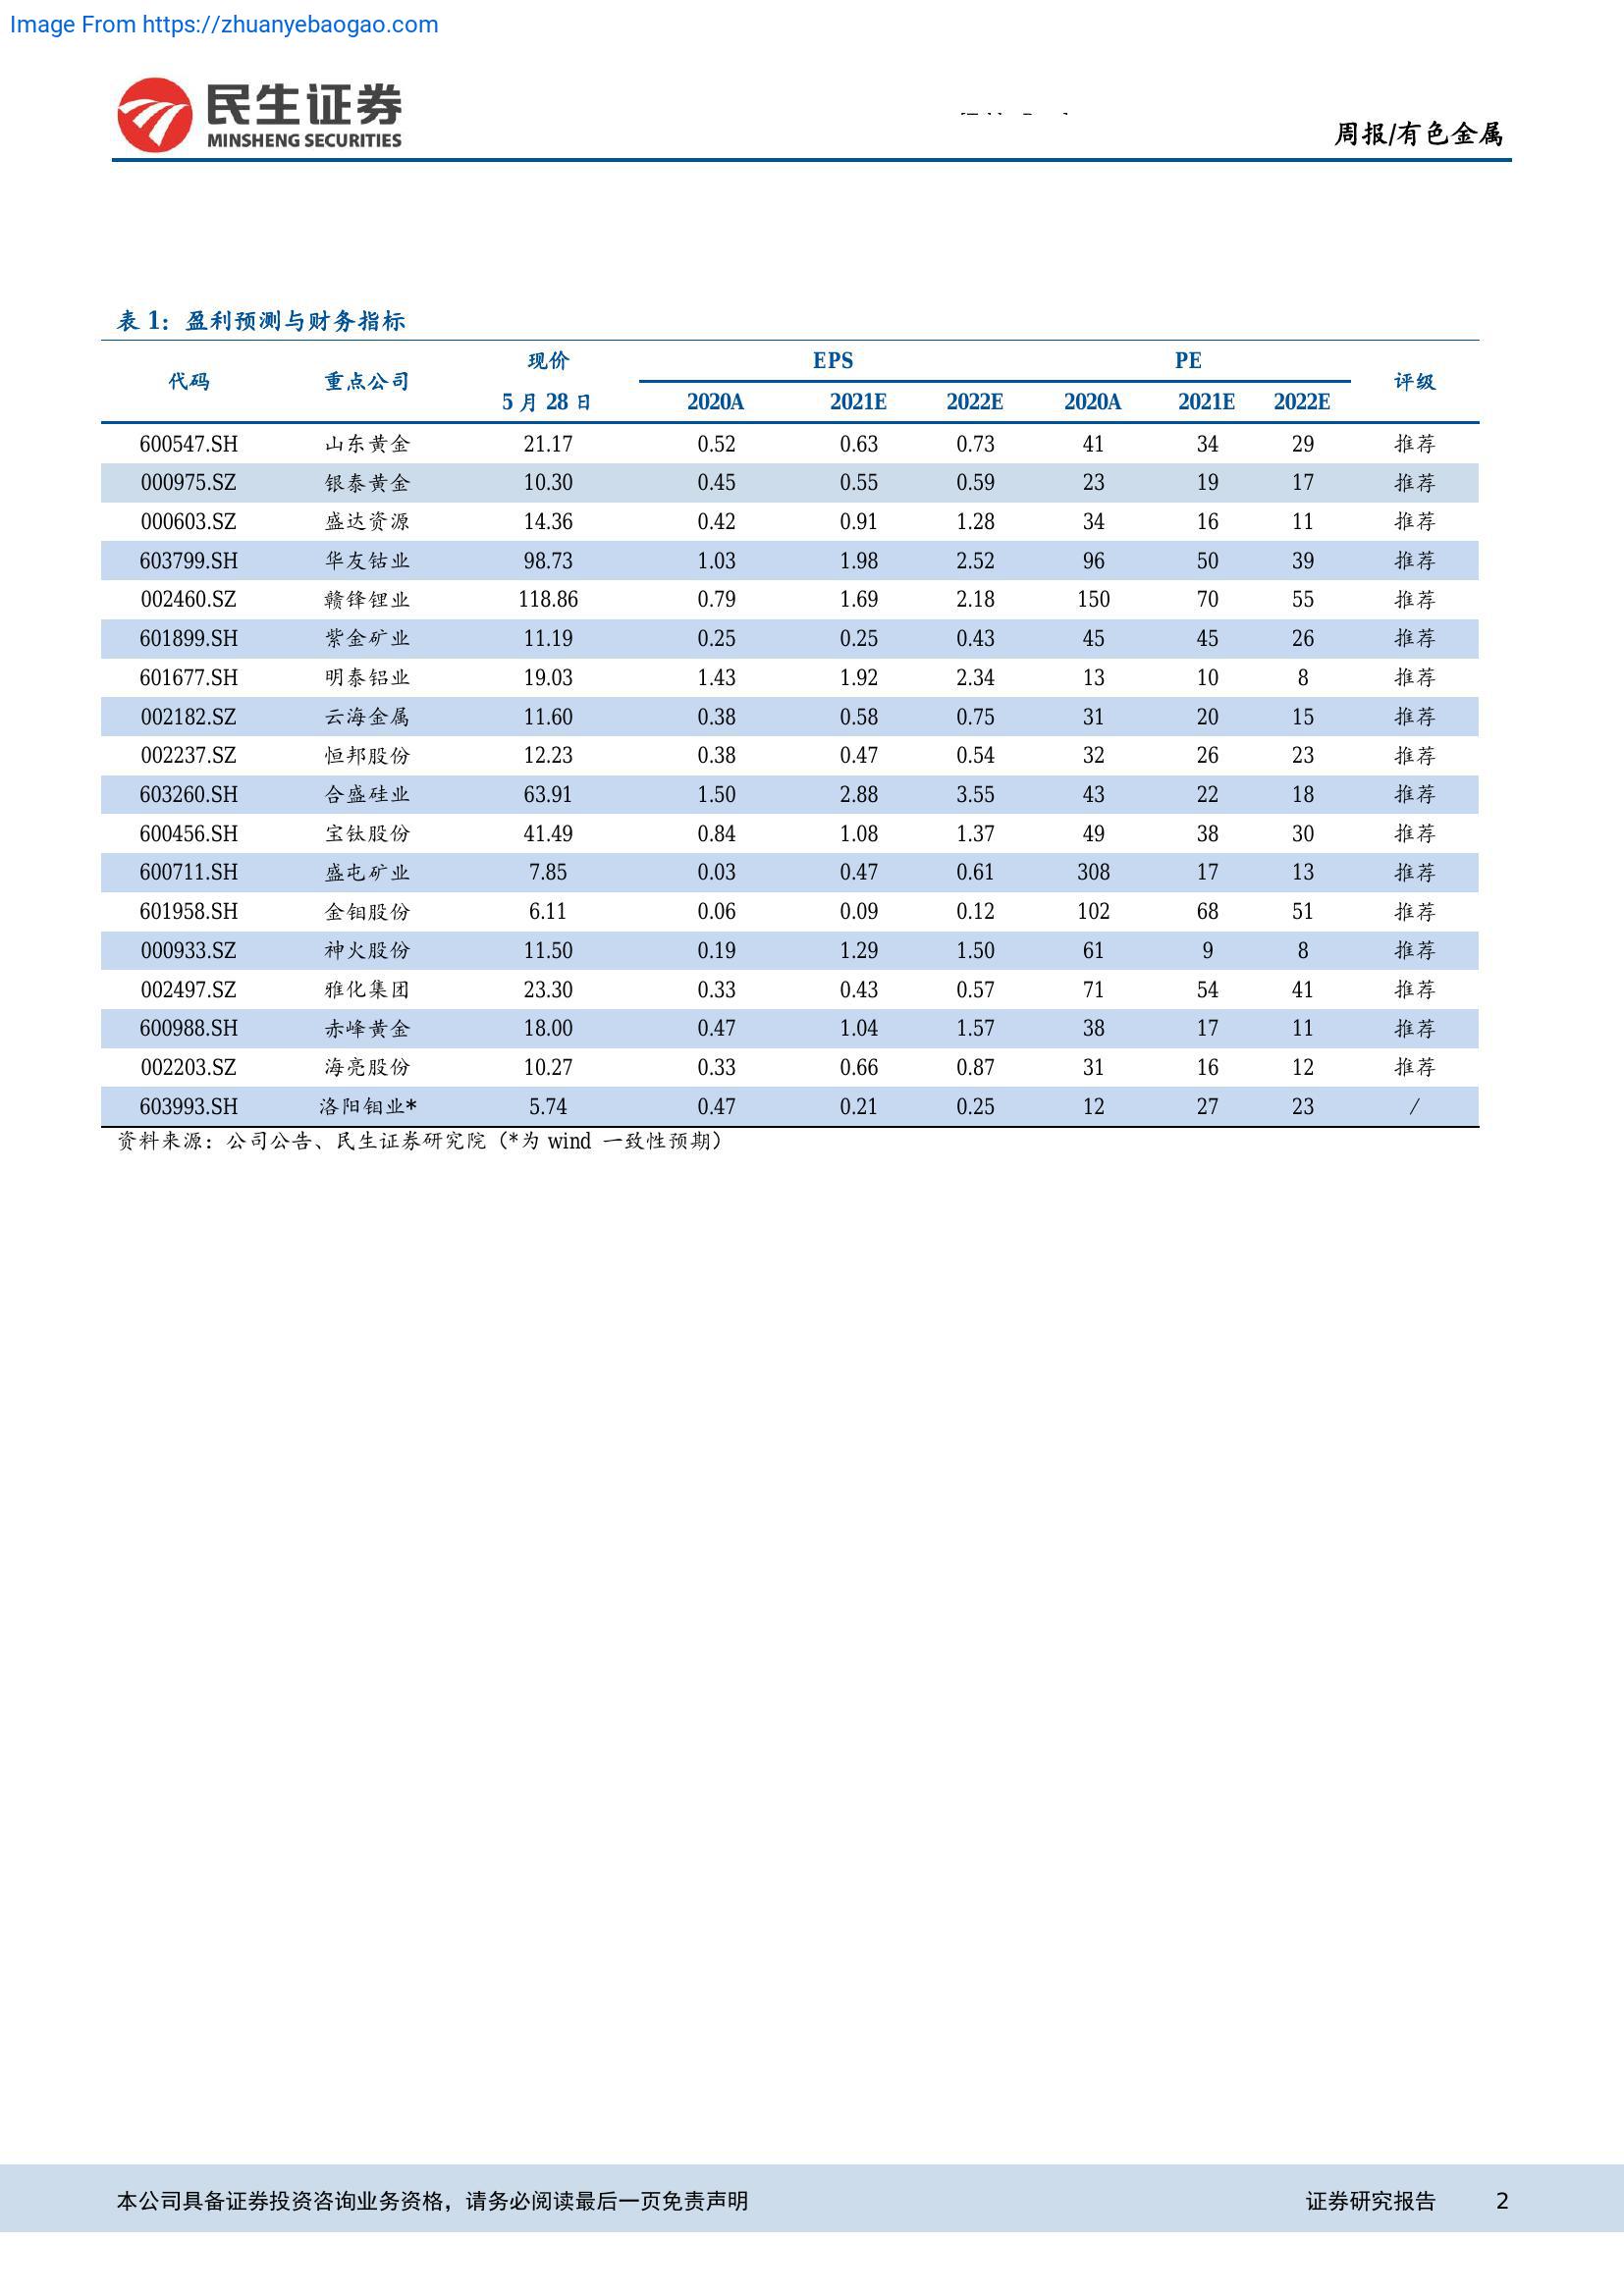 Image From https://zhuanyebaogao.com
民生证券
MINSHENG SECURITIES
周报/有色金属
表 1：盈利预测与财务指标
代码 重点公司 现价 EPS PE 评级
5 月 28 日 2020A 2021E 2022E 2020A 2021E 2022E
600547.SH 山东黄金 21.17 0.52 0.63 0.73 41 34 29 推荐
000975.SZ 银泰黄金 10.30 0.45 0.55 0.59 23 19 17 推荐
000603.SZ 盛达资源 14.36 0.42 0.91 1.28 34 16 11 推荐
603799.SH 华友钴业 98.73 1.03 1.98 2.52 96 50 39 推荐
002460.SZ 赣锋锂业 118.86 0.79 1.69 2.18 150 70 55 推荐
601899.SH 紫金矿业 11.19 0.25 0.25 0.43 45 45 26 推荐
601677.SH 明泰铝业 19.03 1.43 1.92 2.34 13 10 8 推荐
002182.SZ 云海金属 11.60 0.38 0.58 0.75 31 20 15 推荐
002237.SZ 恒邦股份 12.23 0.38 0.47 0.54 32 26 23 推荐
603260.SH 合盛硅业 63.91 1.50 2.88 3.55 43 22 18 推荐
600456.SH 宝钛股份 41.49 0.84 1.08 1.37 49 38 30 推荐
600711.SH 盛屯矿业 7.85 0.03 0.47 0.61 308 17 13 推荐
601958.SH 金钼股份 6.11 0.06 0.09 0.12 102 68 51 推荐
000933.SZ 神火股份 11.50 0.19 1.29 1.50 61 9 8 推荐
002497.SZ 雅化集团 23.30 0.33 0.43 0.57 71 54 41 推荐
600988.SH 赤峰黄金 18.00 0.47 1.04 1.57 38 17 11 推荐
002203.SZ 海亮股份 10.27 0.33 0.66 0.87 31 16 12 推荐
603993.SH 洛阳钼业* 5.74 0.47 0.21 0.25 12 27 23 /
资料来源：公司公告、民生证券研究院（*为 wind 一致性预期）
本公司具备证券投资咨询业务资格，请务必阅读最后一页免责声明 证券研究报告 2